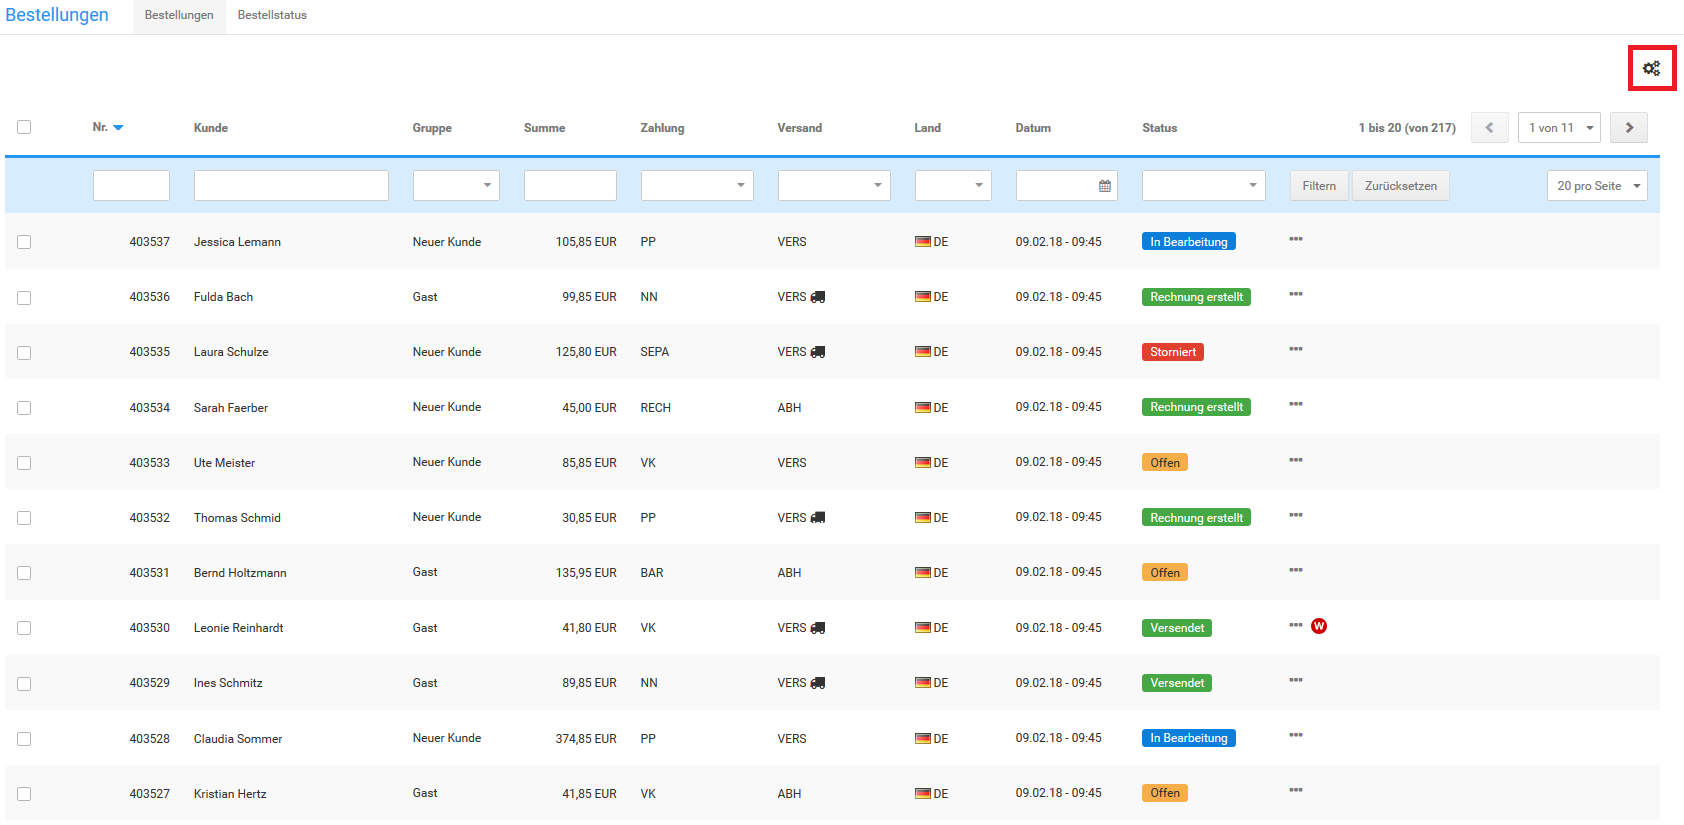 Bestellungen Bestellungen Bestellstatus
Nr. Kunde Gruppe Summe Zahlung Versand Land Datum Status 1 bis 20 (von 217) 1 von 11
Filtern Zurücksetzen 20 pro Seite
403537 Jessica Lemann Neuer Kunde 105,85 EUR PP VERS DE 09.02.18 - 09:45 In Bearbeitung
403536 Fulda Bach Gast 99,85 EUR NN VERS DE 09.02.18 - 09:45 Rechnung erstellt
403535 Laura Schulze Neuer Kunde 125,80 EUR SEPA VERS DE 09.02.18 - 09:45 Storniert
403534 Sarah Faerber Neuer Kunde 45,00 EUR RECH ABH DE 09.02.18 - 09:45 Rechnung erstellt
403533 Ute Meister Neuer Kunde 85,85 EUR VK VERS DE 09.02.18 - 09:45 Offen
403532 Thomas Schmid Neuer Kunde 30,85 EUR PP VERS DE 09.02.18 - 09:45 Rechnung erstellt
403531 Bernd Holtzmann Gast 135,95 EUR BAR ABH DE 09.02.18 - 09:45 Offen
403530 Leonie Reinhardt Gast 41,80 EUR VK VERS DE 09.02.18 - 09:45 Versendet W
403529 Ines Schmitz Gast 89,85 EUR NN VERS DE 09.02.18 - 09:45 Versendet
403528 Claudia Sommer Neuer Kunde 374,85 EUR PP VERS DE 09.02.18 - 09:45 In Bearbeitung
403527 Kristian Hertz Gast 41,85 EUR VK ABH DE 09.02.18 - 09:45 Offen